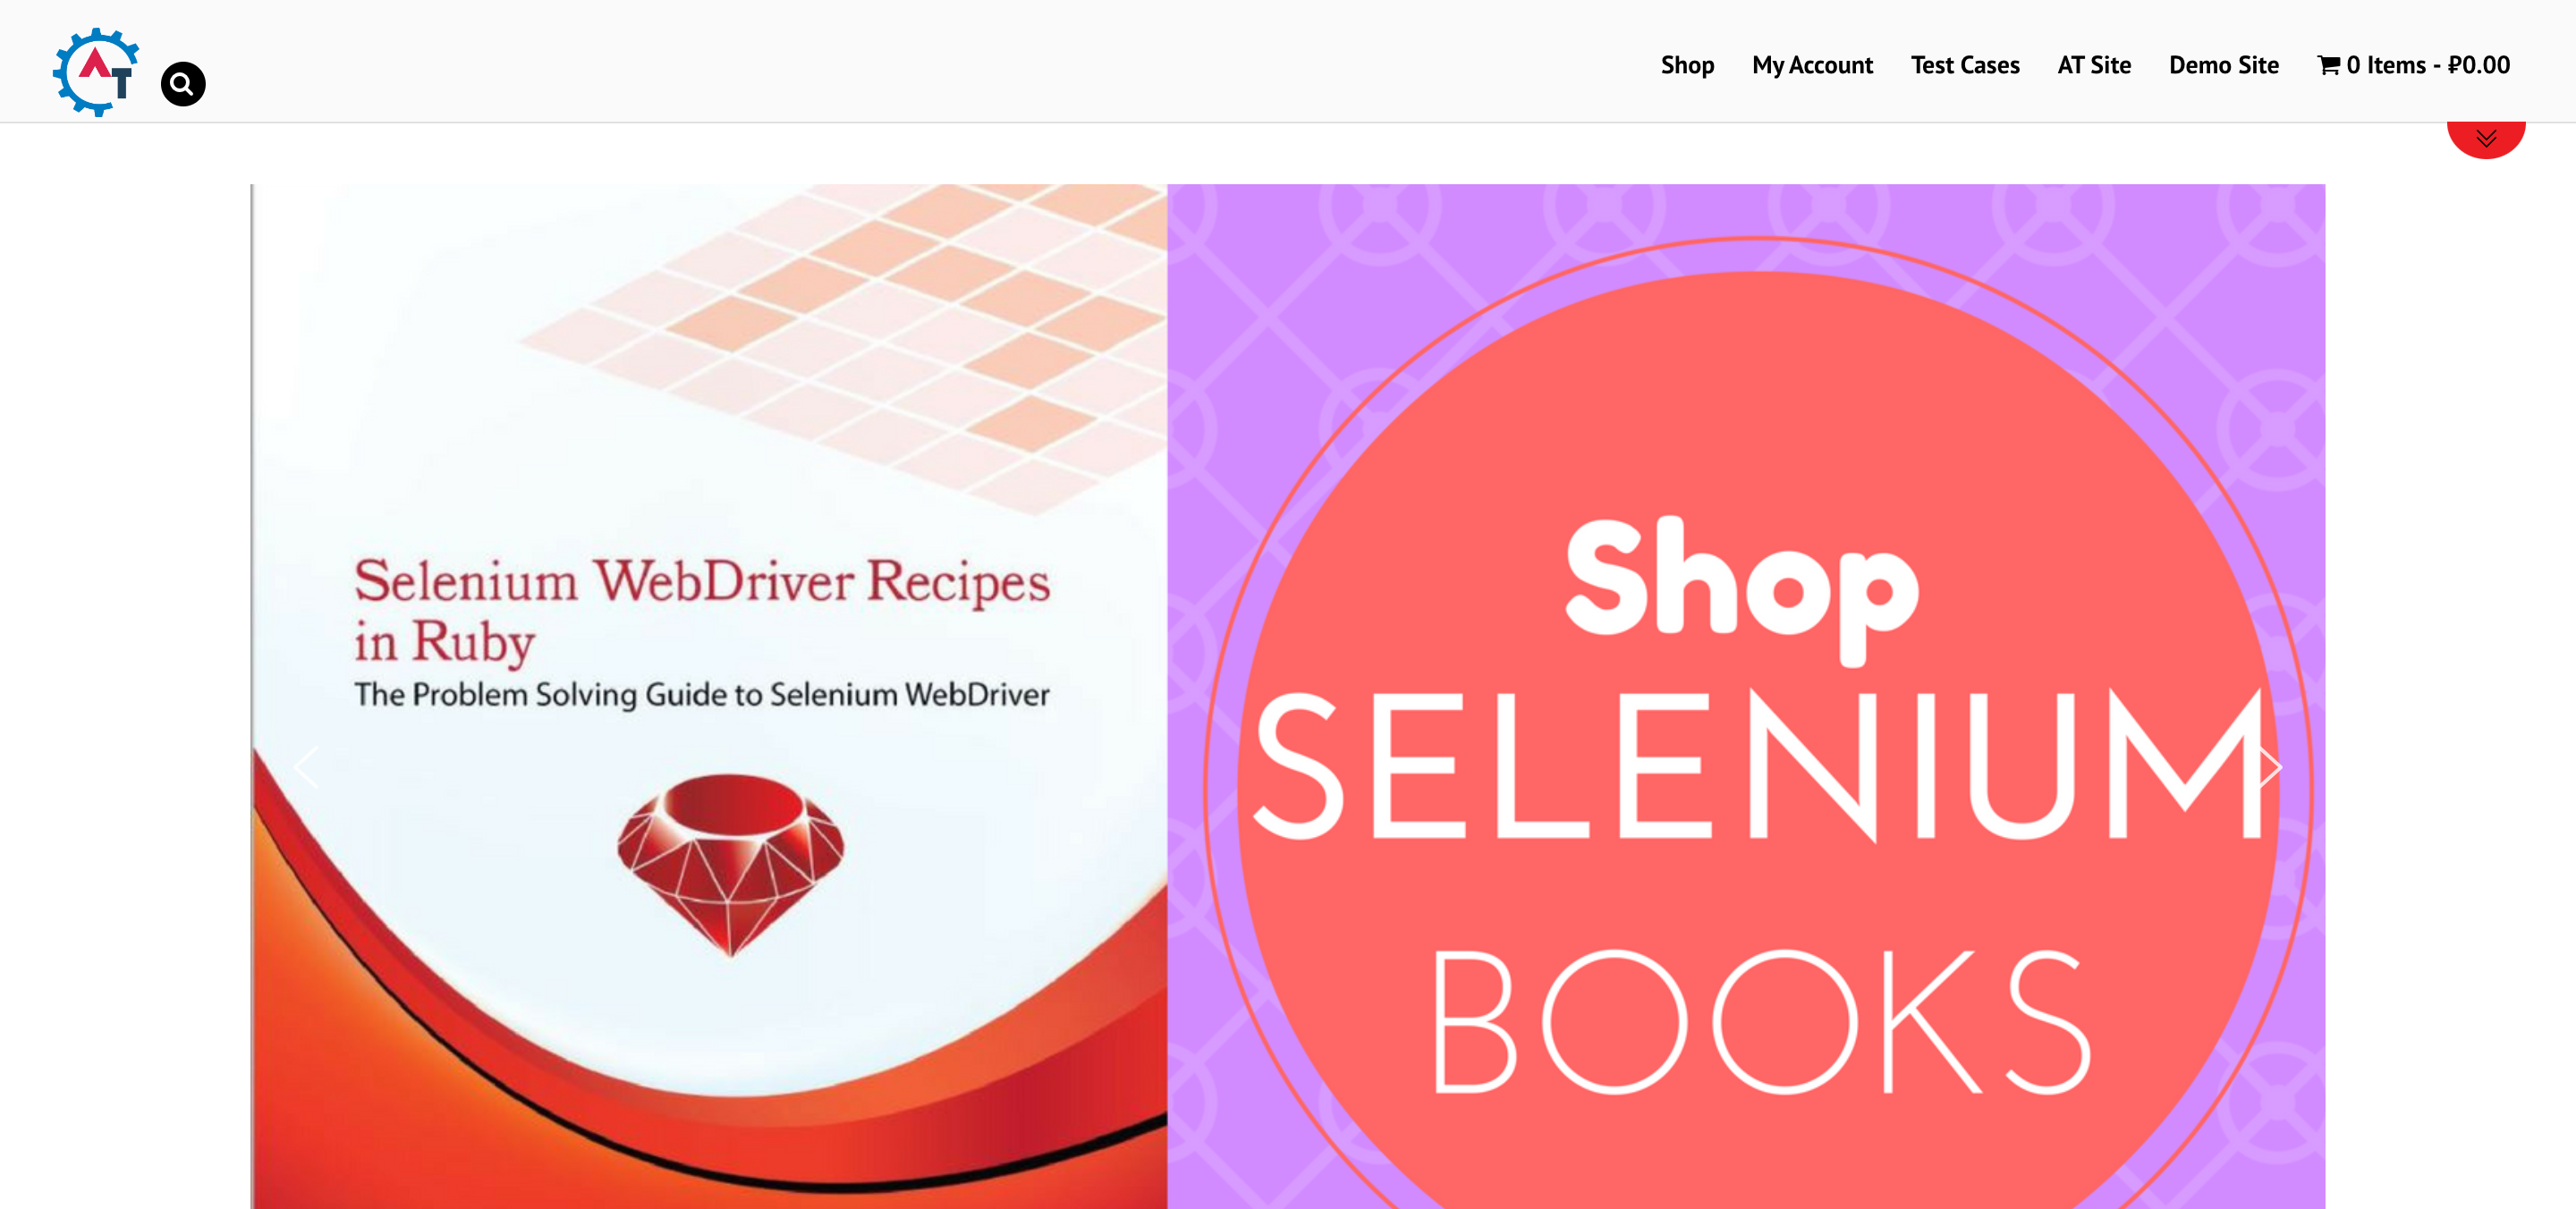 AT
Shop My Account Test Cases AT Site Demo Site 0 Items - ₽0.00
Selenium WebDriver Recipes
in Ruby
The Problem Solving Guide to Selenium WebDriver
Shop
SELENIUM
BOOKS